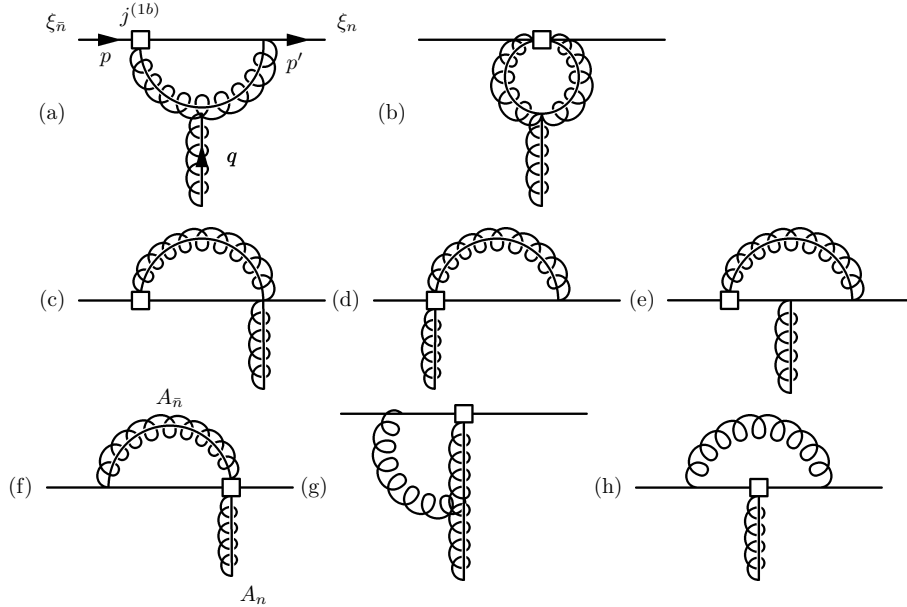 ξ_n̄ j^(1b) ξ_n
p p′
(a) (b)
q
(c) (d) (e)
A_n̄
(f) (g) (h)
A_n